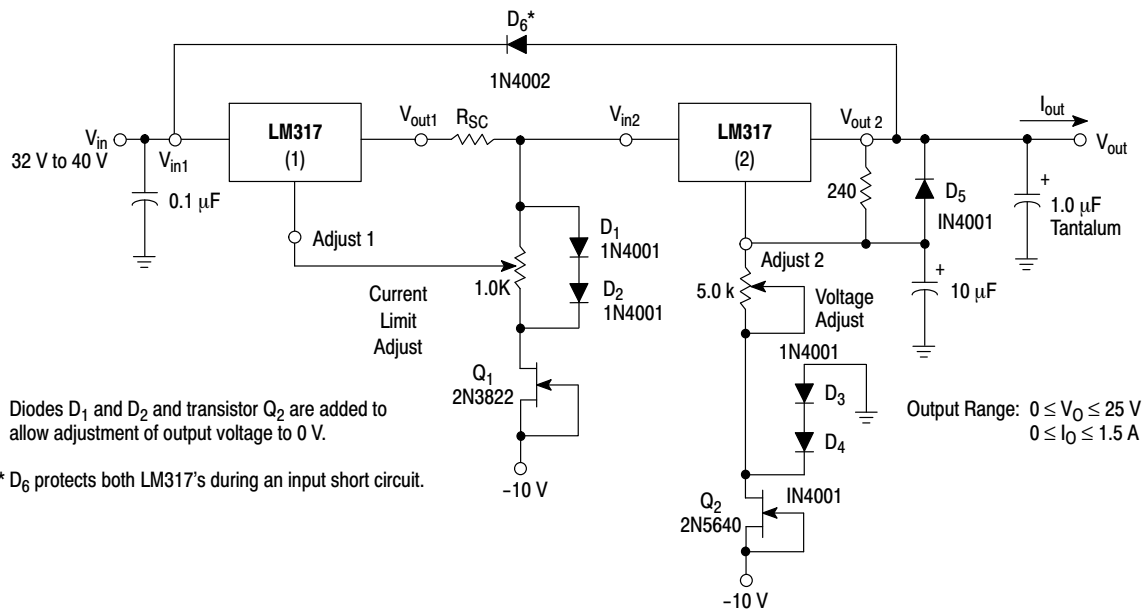 D6*
1N4002
Vin
32 V to 40 V
Vin1
0.1 μF
LM317
(1)
Adjust 1
Vout1
RSC
Vin2
LM317
(2)
Vout 2
Iout
Vout
240
D5
IN4001
+
1.0 μF
Tantalum
Adjust 2
+
10 μF
5.0 k
Voltage
Adjust
D1
1N4001
D2
1N4001
1.0K
Current
Limit
Adjust
Q1
2N3822
–10 V
1N4001
D3
D4
IN4001
Q2
2N5640
–10 V
Output Range: 0 ≤ VO ≤ 25 V
0 ≤ IO ≤ 1.5 A
Diodes D1 and D2 and transistor Q2 are added to
allow adjustment of output voltage to 0 V.
* D6 protects both LM317's during an input short circuit.